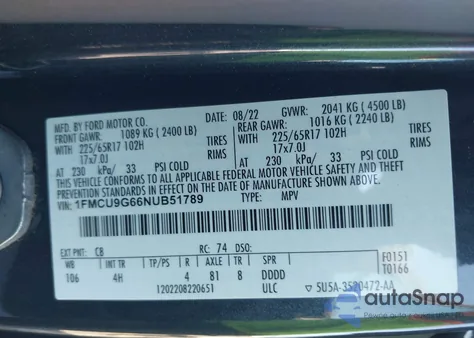 MFD. BY FORD MOTOR CO.
08/22 GVWR: 2041 KG (4500 LB)
FRONT GAWR: 1089 KG (2400 LB) REAR GAWR: 1016 KG (2240 LB)
WITH 225/65R17 102H TIRES WITH 225/65R17 102H TIRES
17x7.0J RIMS 17x7.0J RIMS
AT 230 kPa/ 33 PSI COLD AT 230 kPa/ 33 PSI COLD
THIS VEHICLE CONFORMS TO ALL APPLICABLE FEDERAL MOTOR VEHICLE SAFETY
BUMPER, AND THEFT PREVENTION STANDARDS IN EFFECT ON THE DATE OF
MANUFACTURE SHOWN ABOVE.
VIN: 1FMCU9G66NUB51789
TYPE: MPV
EXT PNT: C8 RC: 74 DSO:
WB INT TR TP/PS R AXLE TR SPR
106 4H 4 81 8 DDDD
F0151
T0166
1202208220651 ULC 5U5A-3520472-AA
autoSnap